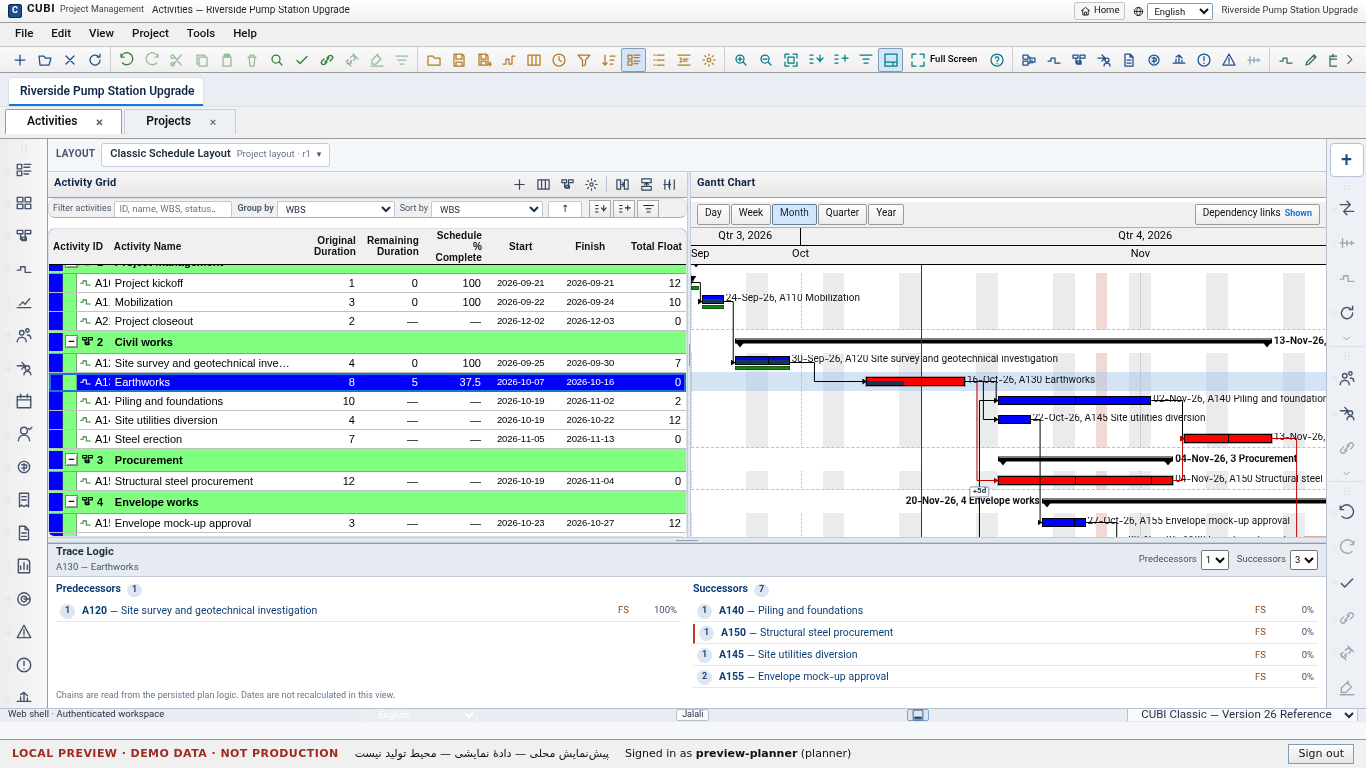 CUBI Project Management Activities — Riverside Pump Station Upgrade Home English Riverside Pump Station Upgrade
File Edit View Project Tools Help
Full Screen
Riverside Pump Station Upgrade
Activities × Projects ×
LAYOUT Classic Schedule Layout Project layout · r1
Activity Grid
Filter activities ID, name, WBS, status.. Group by WBS Sort by WBS ↑
Activity ID Activity Name Original Duration Remaining Duration Schedule % Complete Start Finish Total Float
Project kickoff 1 0 100 2026-09-21 2026-09-21 12
Mobilization 3 0 100 2026-09-22 2026-09-24 10
Project closeout 2 — — 2026-12-02 2026-12-03 0
2 Civil works
Site survey and geotechnical inve… 4 0 100 2026-09-25 2026-09-30 7
Earthworks 8 5 37.5 2026-10-07 2026-10-16 0
Piling and foundations 10 — — 2026-10-19 2026-11-02 2
Site utilities diversion 4 — — 2026-10-19 2026-10-22 12
Steel erection 7 — — 2026-11-05 2026-11-13 0
3 Procurement
Structural steel procurement 12 — — 2026-10-19 2026-11-04 0
4 Envelope works
Envelope mock-up approval 3 — — 2026-10-23 2026-10-27 12
Gantt Chart
Day Week Month Quarter Year Dependency links Shown
Qtr 3, 2026 Qtr 4, 2026
Sep Oct Nov
24-Sep-26, A110 Mobilization
13-Nov-26,
30-Sep-26, A120 Site survey and geotechnical investigation
16-Oct-26, A130 Earthworks
02-Nov-26, A140 Piling and foundation
22-Oct-26, A145 Site utilities diversion
13-Nov-26,
04-Nov-26, 3 Procurement
04-Nov-26, A150 Structural steel
+5d
20-Nov-26, 4 Envelope works
27-Oct-26, A155 Envelope mock-up approval
Trace Logic
A130 — Earthworks
Predecessors 1 Successors 3
Predecessors 1
1 A120 — Site survey and geotechnical investigation FS 100%
Chains are read from the persisted plan logic. Dates are not recalculated in this view.
Successors 7
1 A140 — Piling and foundations FS 0%
1 A150 — Structural steel procurement FS 0%
1 A145 — Site utilities diversion FS 0%
2 A155 — Envelope mock-up approval FS 0%
Web shell · Authenticated workspace English Jalali CUBI Classic — Version 26 Reference
LOCAL PREVIEW · DEMO DATA · NOT PRODUCTION پیش‌نمایش محلی — دادهٔ نمایشی — محیط تولید نیست Signed in as preview-planner (planner) Sign out